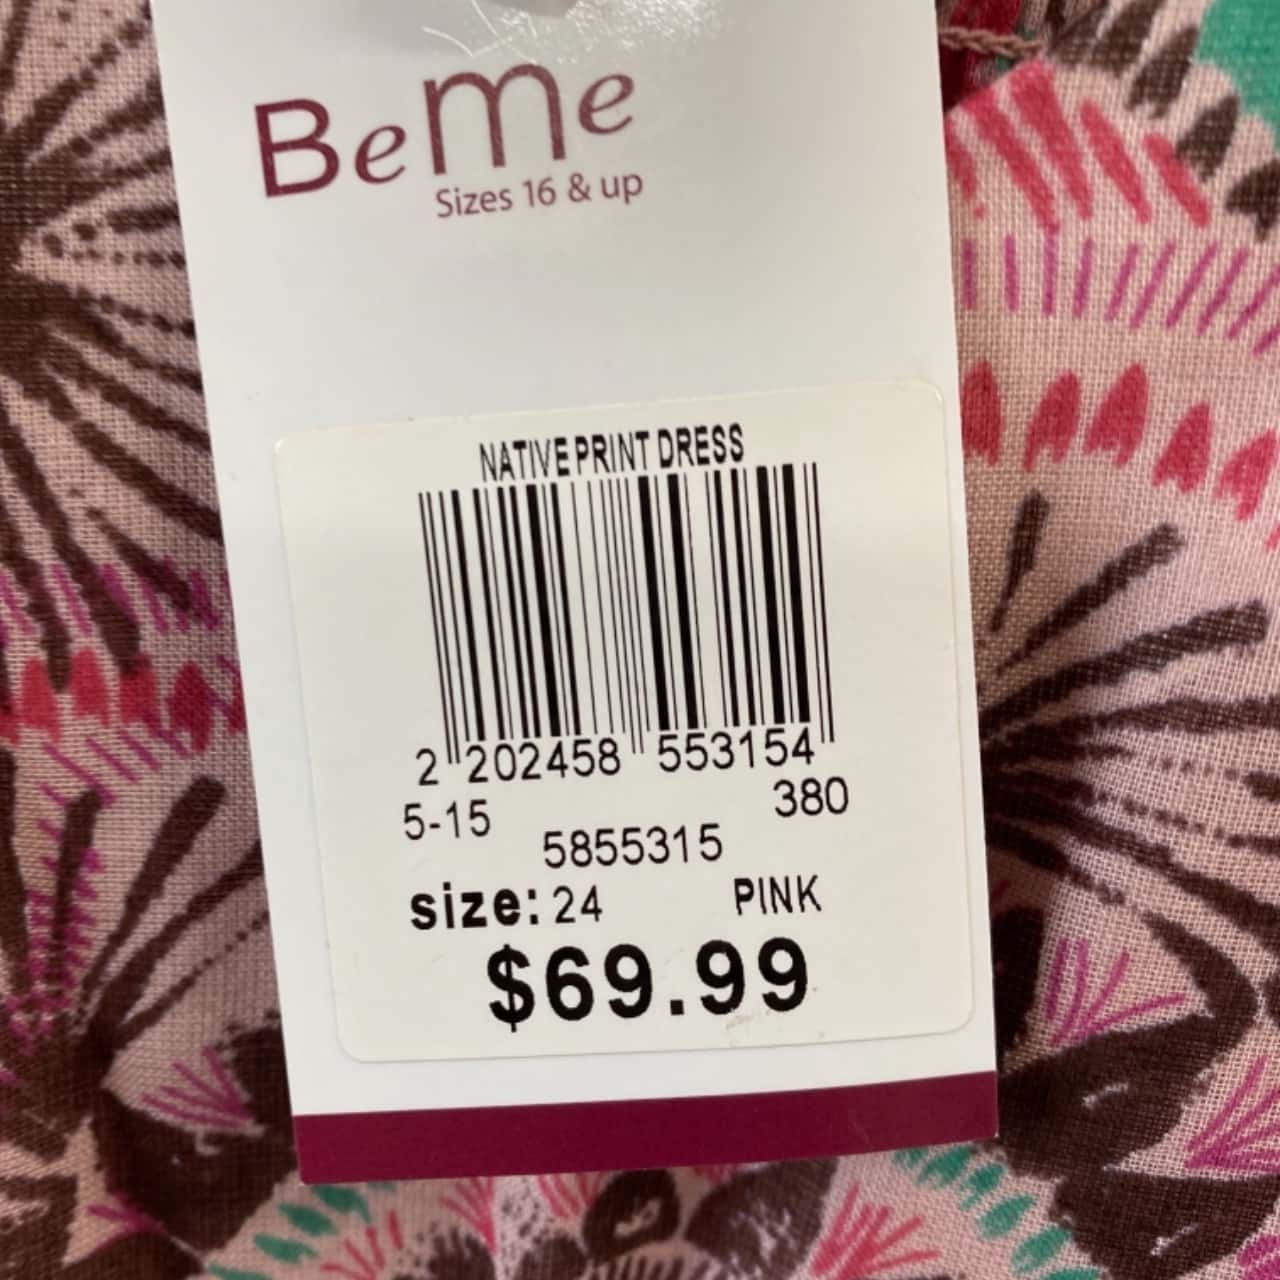 BeMe
Sizes 16 & up
NATIVE PRINT DRESS
2 202458 553154
5-15 380
5855315
size: 24 PINK
$69.99